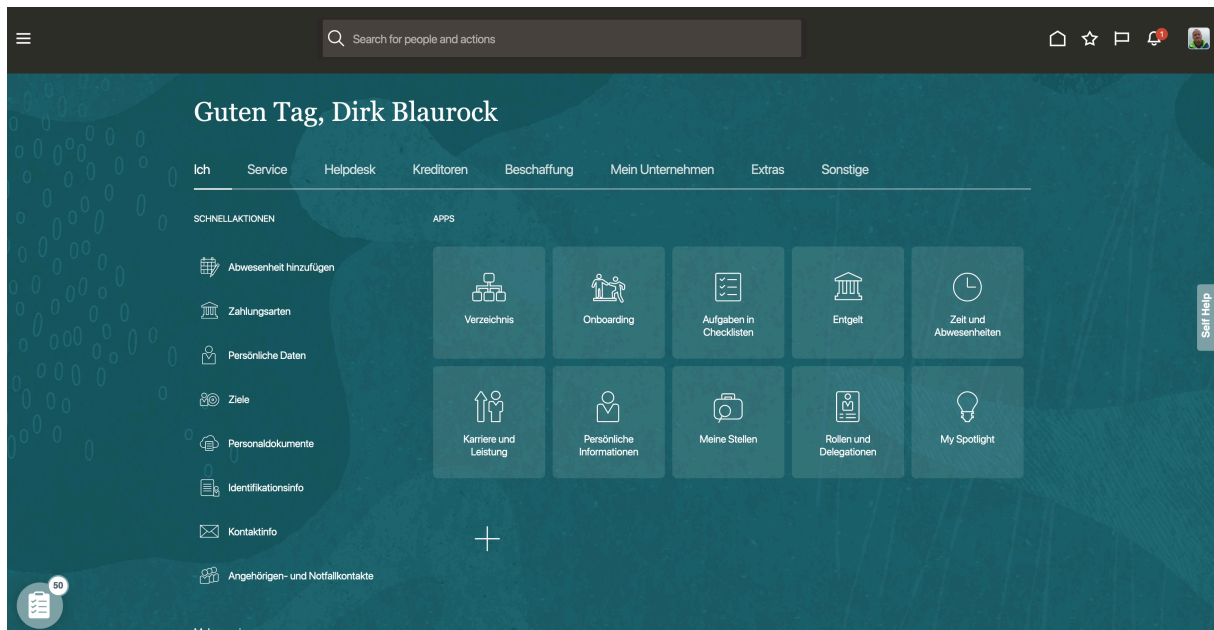 Search for people and actions
1
Guten Tag, Dirk Blaurock
Ich Service Helpdesk Kreditoren Beschaffung Mein Unternehmen Extras Sonstige
SCHNELLAKTIONEN
Abwesenheit hinzufügen
Zahlungsarten
Persönliche Daten
Ziele
Personaldokumente
Identifikationsinfo
Kontaktinfo
Angehörigen- und Notfallkontakte
APPS
Verzeichnis
Onboarding
Aufgaben in
Checklisten
Entgelt
Zeit und
Abwesenheiten
Karriere und
Leistung
Persönliche
Informationen
Meine Stellen
Rollen und
Delegationen
My Spotlight
Self Help
50